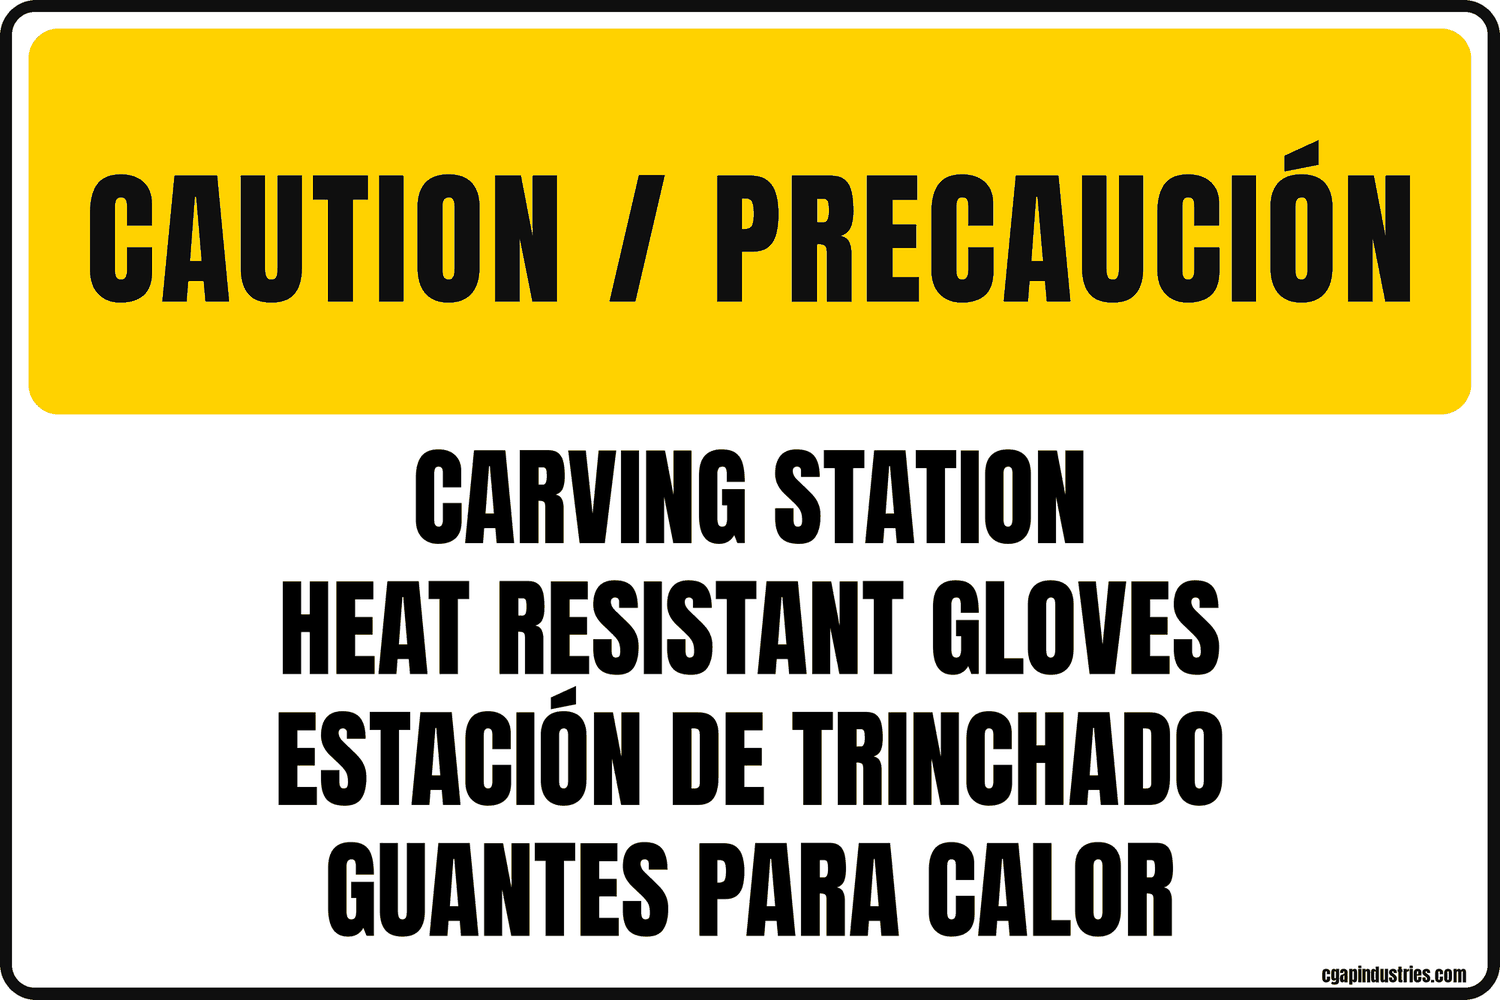 CAUTION / PRECAUCIÓN
CARVING STATION
HEAT RESISTANT GLOVES
ESTACIÓN DE TRINCHADO
GUANTES PARA CALOR
cgapindustries.com